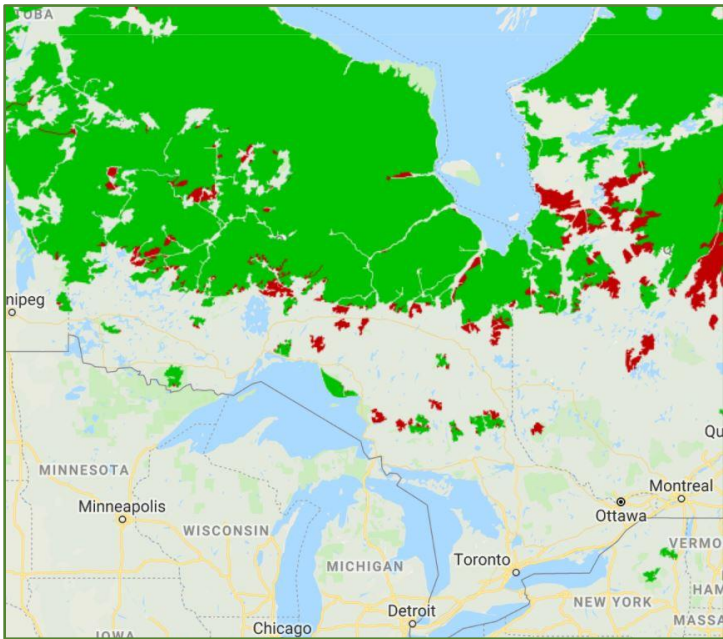 OBA
nipeg
MINNESOTA
Minneapolis
WISCONSIN
MICHIGAN
Toronto
Detroit
Chicago
IOWA
Ottawa
Montreal
Qu
VERMO
NEW YORK
HAM
MASSA